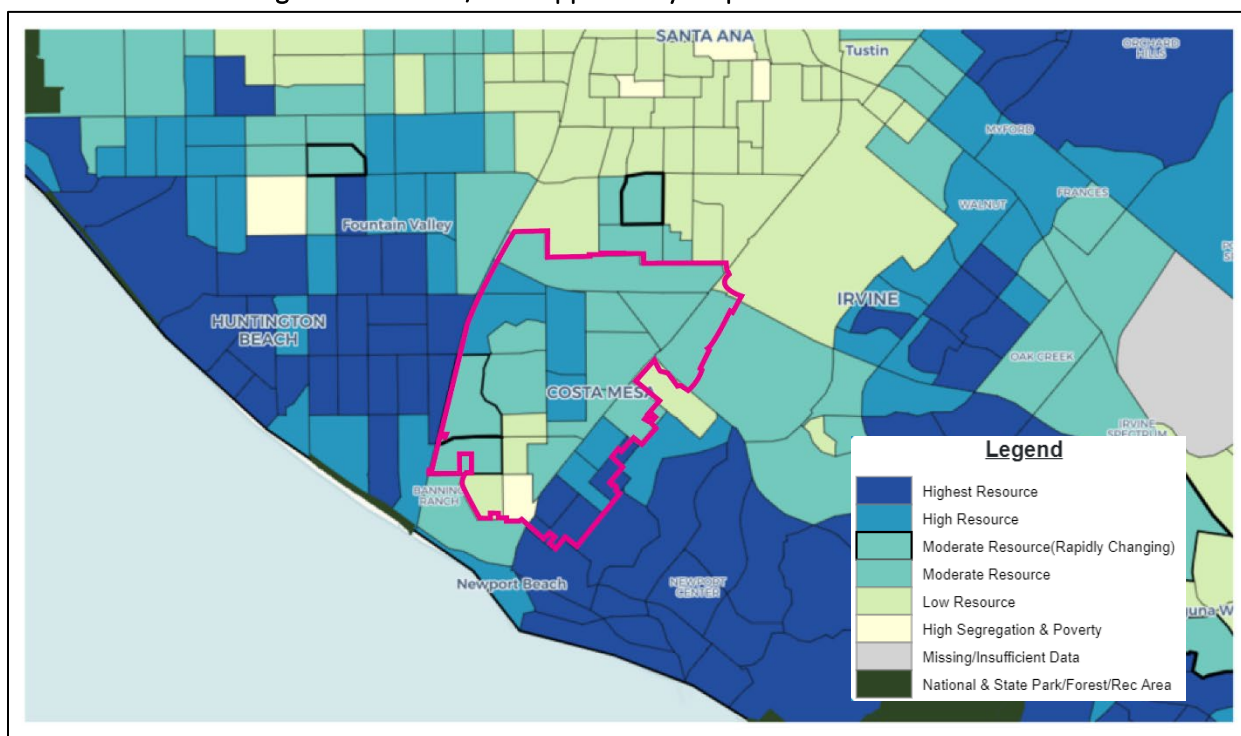 SANTA ANA
Tustin
ORCHARD
HILLS
MYFORD
FRANCES
WALNUT
Fountain Valley
IRVINE
HUNTINGTON
BEACH
OAK CREEK
COSTA MESA
IRVINE
SPECTRUM
BANNING
RANCH
Newport Beach
NEWPORT
CENTER
Legend
Highest Resource
High Resource
Moderate Resource(Rapidly Changing)
Moderate Resource
Low Resource
High Segregation & Poverty
Missing/Insufficient Data
National & State Park/Forest/Rec Area
una W